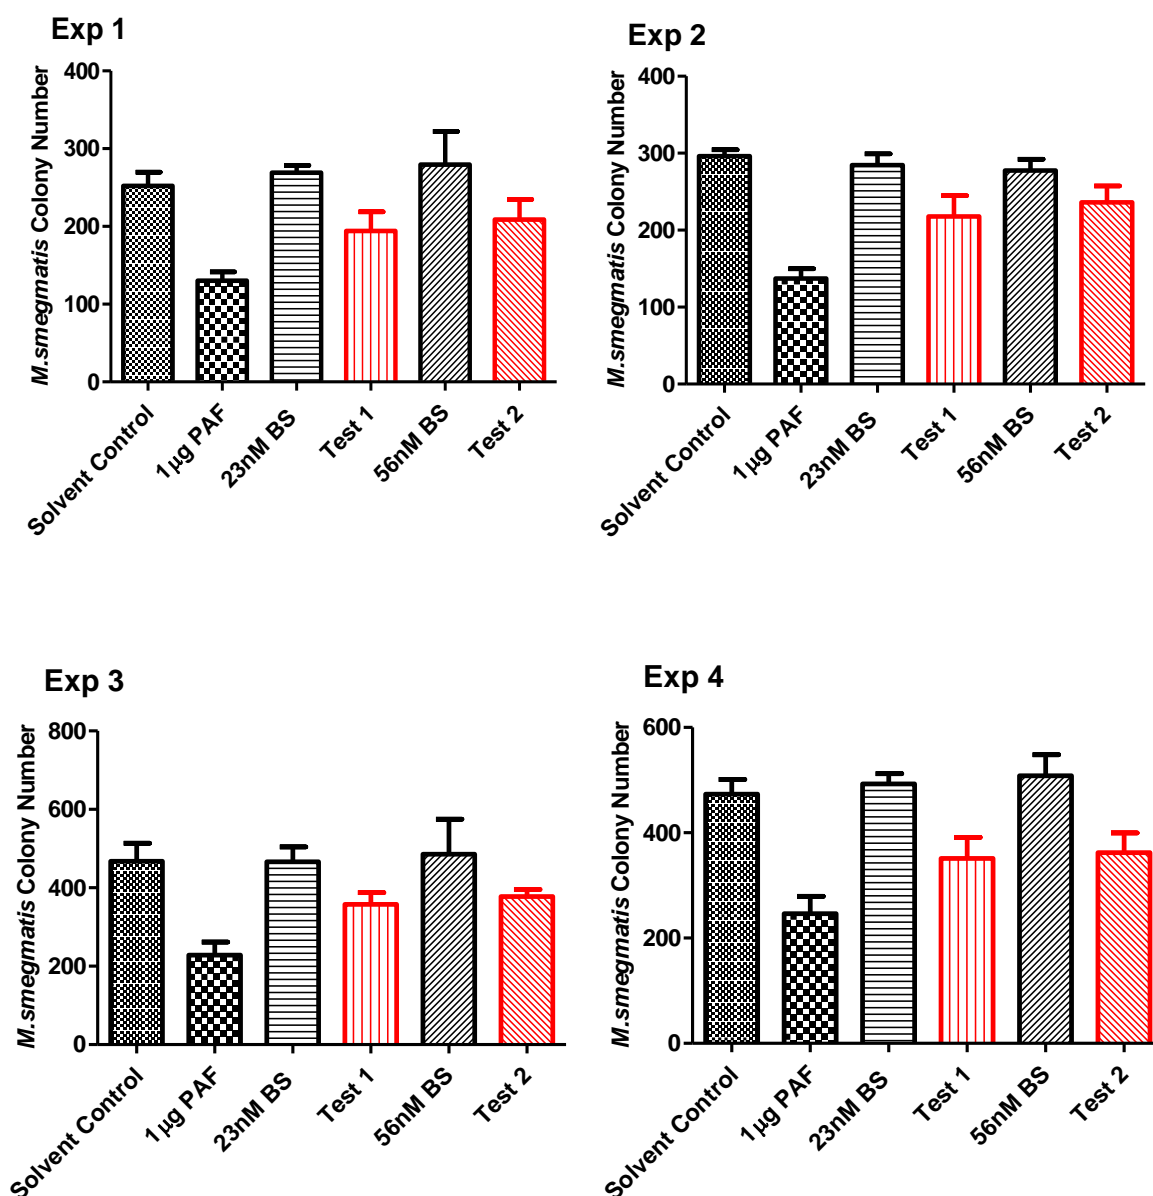 Exp 1
M.smegmatis Colony Number
400
300
200
100
0
Solvent Control
1μg PAF
23nM BS
Test 1
56nM BS
Test 2
Exp 2
M.smegmatis Colony Number
400
300
200
100
0
Solvent Control
1μg PAF
23nM BS
Test 1
56nM BS
Test 2
Exp 3
M.smegmatis Colony Number
800
600
400
200
0
Solvent Control
1μg PAF
23nM BS
Test 1
56nM BS
Test 2
Exp 4
M.smegmatis Colony Number
600
400
200
0
Solvent Control
1μg PAF
23nM BS
Test 1
56nM BS
Test 2